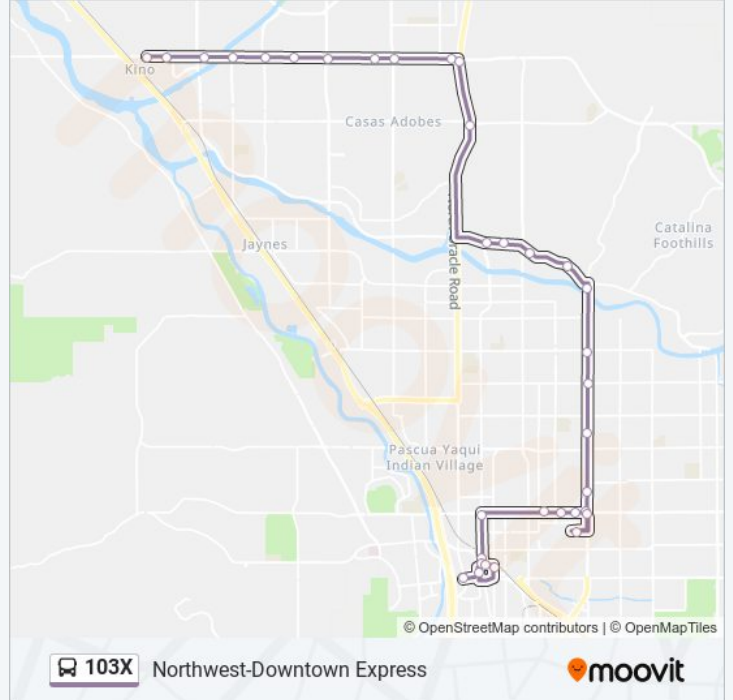 Kino
Casas Adobes
Catalina
Foothills
Jaynes
racle Road
Pascua Yaqui
Indian Village
© OpenStreetMap contributors | © OpenMapTiles
103X
Northwest-Downtown Express
moovit